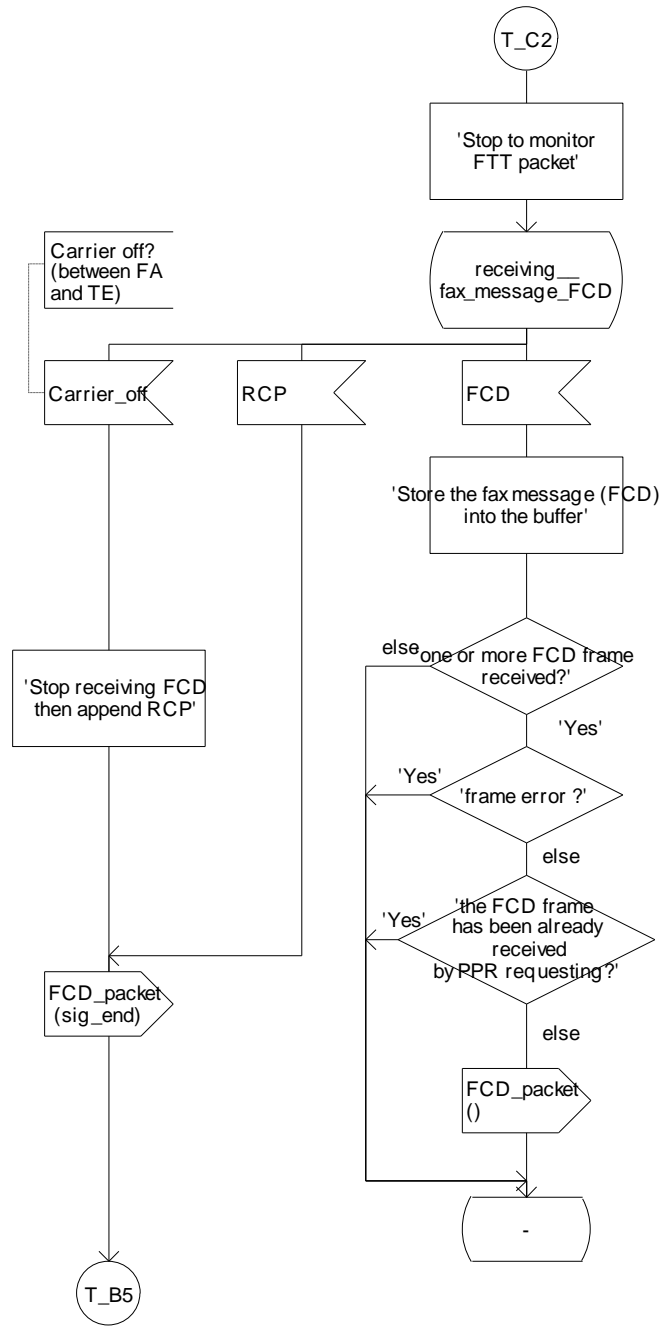 T_C2
'Stop to monitor
FTT packet'
Carrier off?
(between FA
and TE)
receiving__
fax_message_FCD
Carrier_off
RCP
FCD
'Store the fax message (FCD)
into the buffer'
else
'one or more FCD frame
received?'
'Yes'
'Stop receiving FCD
then append RCP'
'Yes'
'frame error ?'
else
'Yes'
'the FCD frame
has been already
received
by PPR requesting?'
FCD_packet
(sig_end)
else
FCD_packet
()
-
T_B5